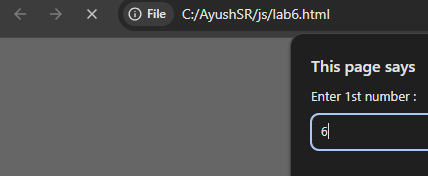 File C:/AyushSR/js/lab6.html
This page says
Enter 1st number :
6